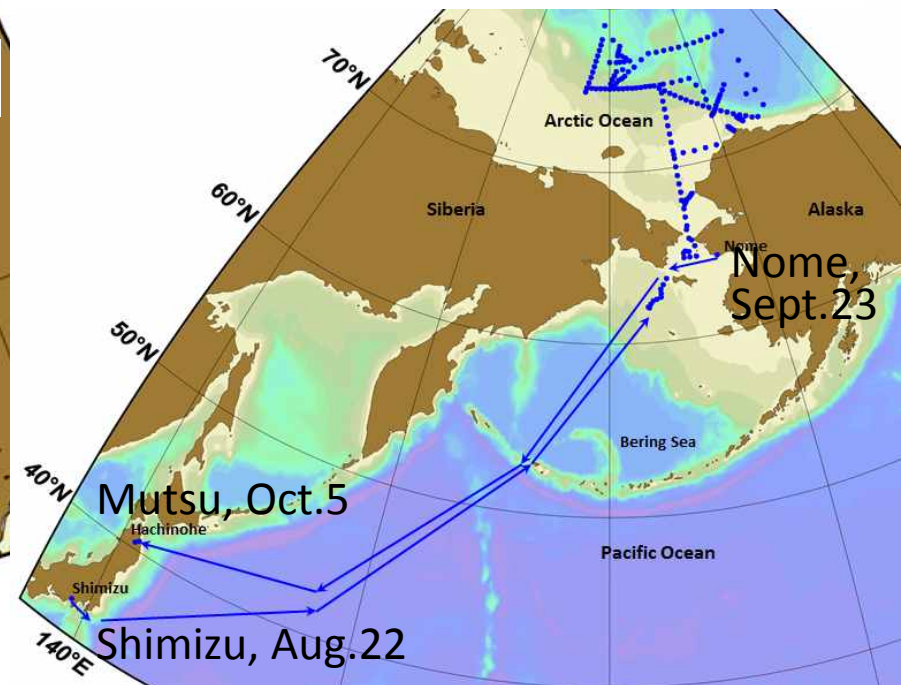 70°N
Arctic Ocean
60°N
Siberia
Alaska
Nome
Nome,
Sept.23
50°N
Bering Sea
40°N
Mutsu, Oct.5
Hachinohe
Pacific Ocean
Shimizu
Shimizu, Aug.22
140°E